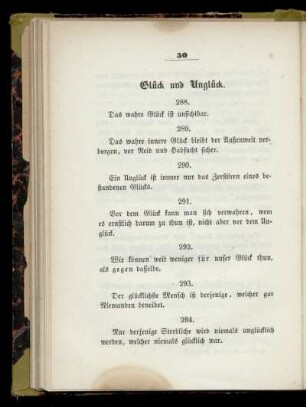 50
Glück und Unglück.
288.
Das wahre Glück ist unsichtbar.
289.
Das wahre innere Glück bleibt der Außenwelt ver-
borgen, vor Neid und Habsucht sicher.
290.
Ein Unglück ist immer nur das Zerstören eines be-
standenen Glücks.
291.
Vor dem Glück kann man sich verwahren, wem
es ernstlich darum zu thun ist, nicht aber vor dem Un-
glück.
292.
Wir können weit weniger für unser Glück thun,
als gegen dasselbe.
293.
Der glücklichste Mensch ist derjenige, welcher gar
Niemanden beneidet.
294.
Nur derjenige Sterbliche wird niemals unglücklich
werden, welcher niemals glücklich war.